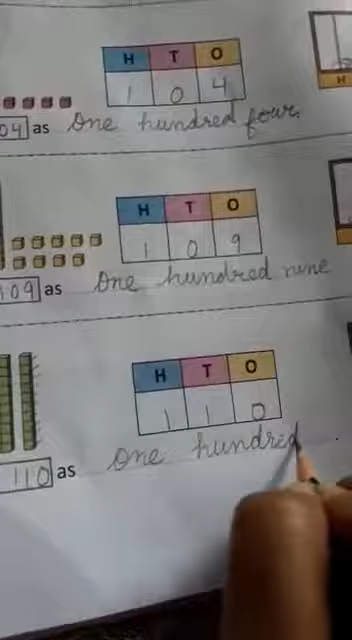 H T O
1 0 4
04 as One hundred four.
H
H T O
1 0 9
109 as One hundred nine
H T O
1 1 0
110 as One hundred